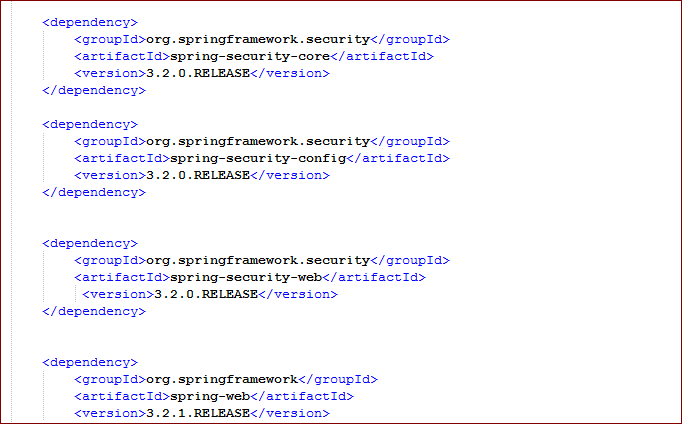 <dependency>
<groupId>org.springframework.security</groupId>
<artifactId>spring-security-core</artifactId>
<version>3.2.0.RELEASE</version>
</dependency>
<dependency>
<groupId>org.springframework.security</groupId>
<artifactId>spring-security-config</artifactId>
<version>3.2.0.RELEASE</version>
</dependency>
<dependency>
<groupId>org.springframework.security</groupId>
<artifactId>spring-security-web</artifactId>
<version>3.2.0.RELEASE</version>
</dependency>
<dependency>
<groupId>org.springframework</groupId>
<artifactId>spring-web</artifactId>
<version>3.2.1.RELEASE</version>